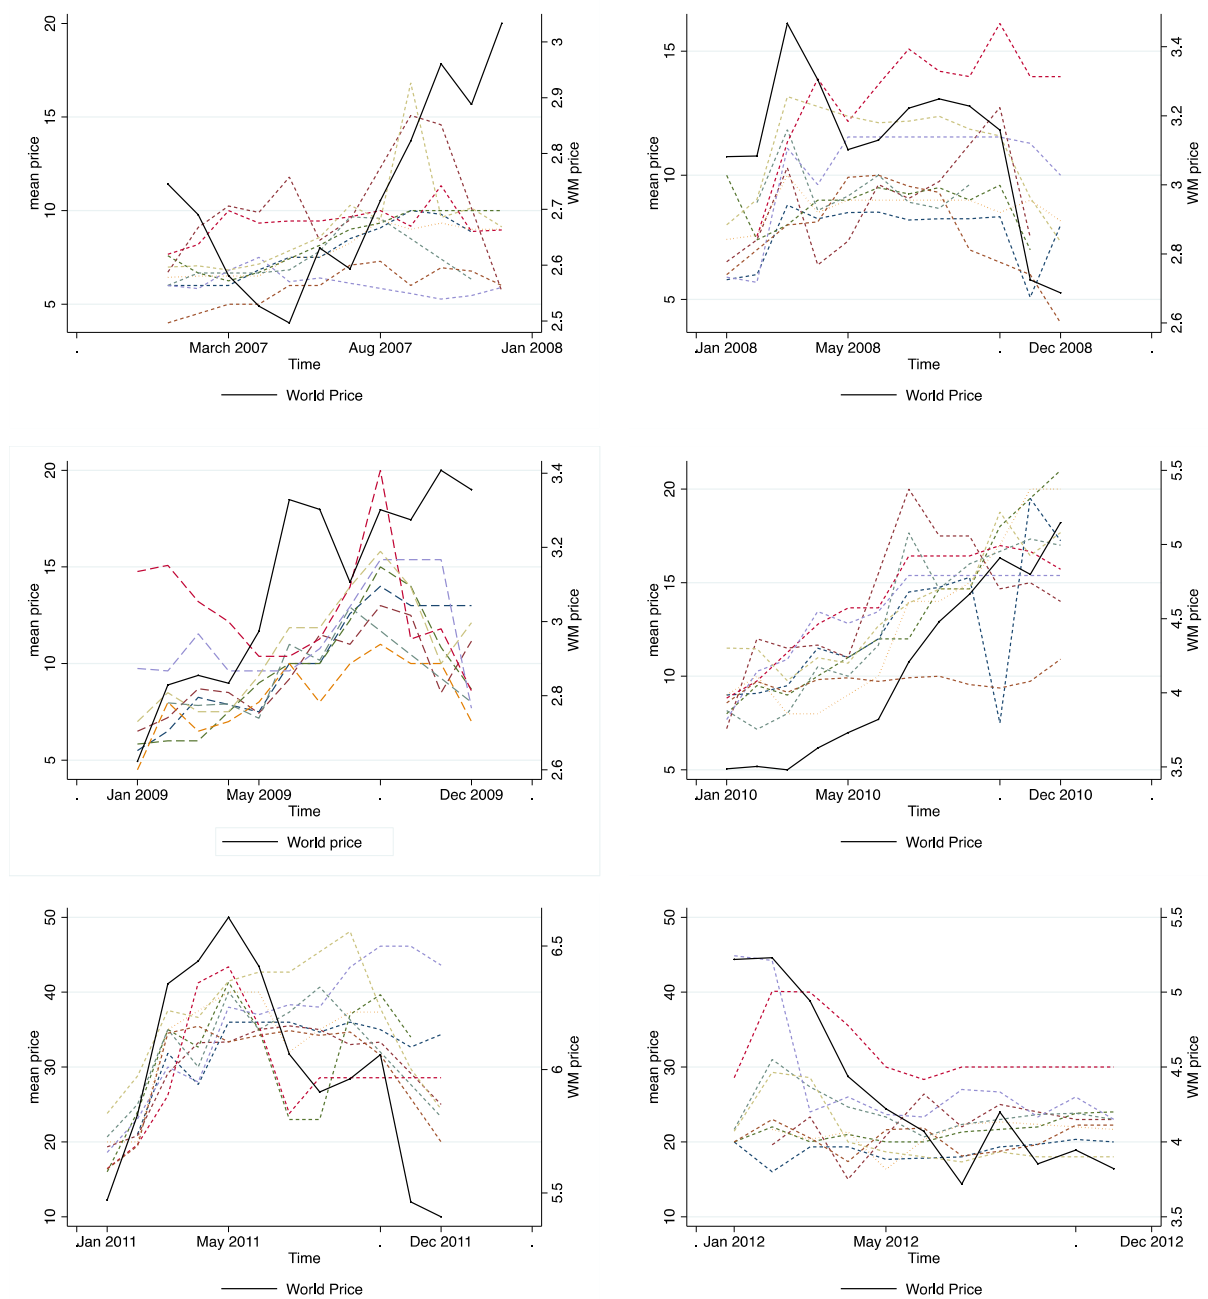 20
15
10
5
mean price
3
2.9
2.8
2.7
2.6
2.5
WM price
. March 2007 Aug 2007 Jan 2008
Time
World Price
15
10
5
mean price
3.4
3.2
3
2.8
2.6
WM price
. Jan 2008 May 2008 . Dec 2008 .
Time
World Price
20
15
10
5
mean price
3.4
3.2
3
2.8
2.6
WM price
. Jan 2009 May 2009 . Dec 2009 .
Time
World price
20
15
10
5
mean price
5.5
5
4.5
4
3.5
WM price
. Jan 2010 May 2010 . Dec 2010 .
Time
World Price
50
40
30
20
10
mean price
6.5
6
5.5
WM price
. Jan 2011 May 2011 . Dec 2011 .
Time
World Price
50
40
30
20
10
mean price
5.5
5
4.5
4
3.5
WM price
. Jan 2012 May 2012 . Dec 2012
Time
World Price